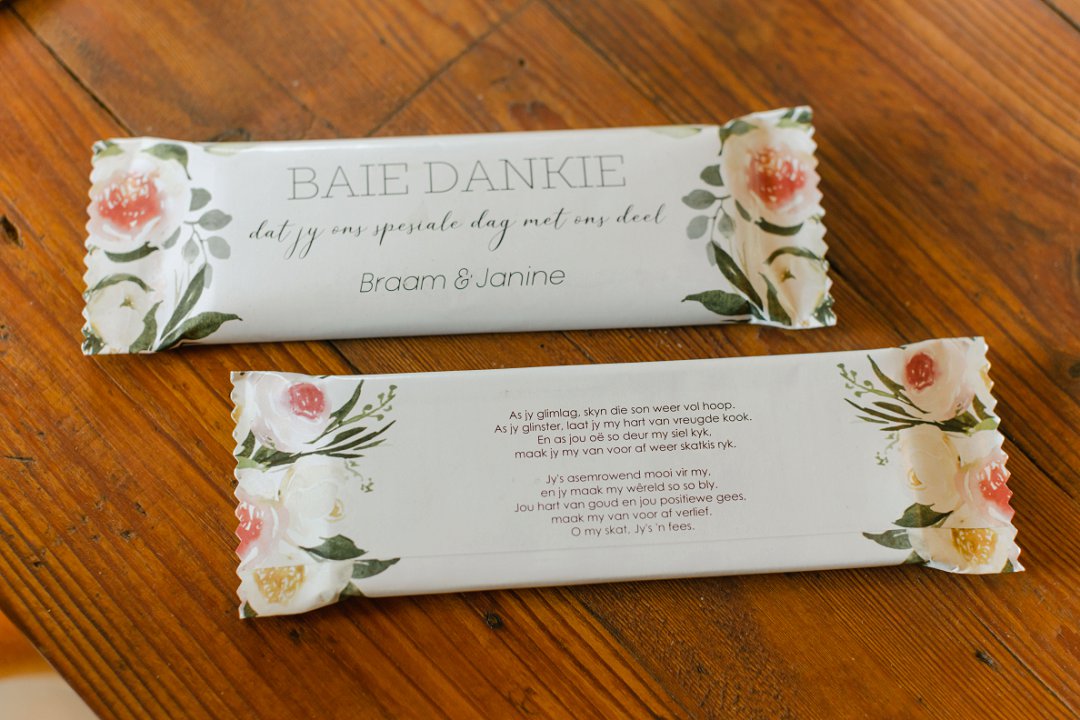 BAIE DANKIE
dat jy ons spesiale dag met ons deel
Braam & Janine
As jy glimlag, skyn die son weer vol hoop.
As jy glinster, laat jy my hart van vreugde kook.
En as jou oë so deur my siel kyk,
maak jy my van voor af weer skatkis ryk.
Jy's asemrowend mooi vir my,
en jy maak my wêreld so so bly.
Jou hart van goud en jou positiewe gees,
maak my van voor af verlief.
O my skat. Jy's 'n fees.